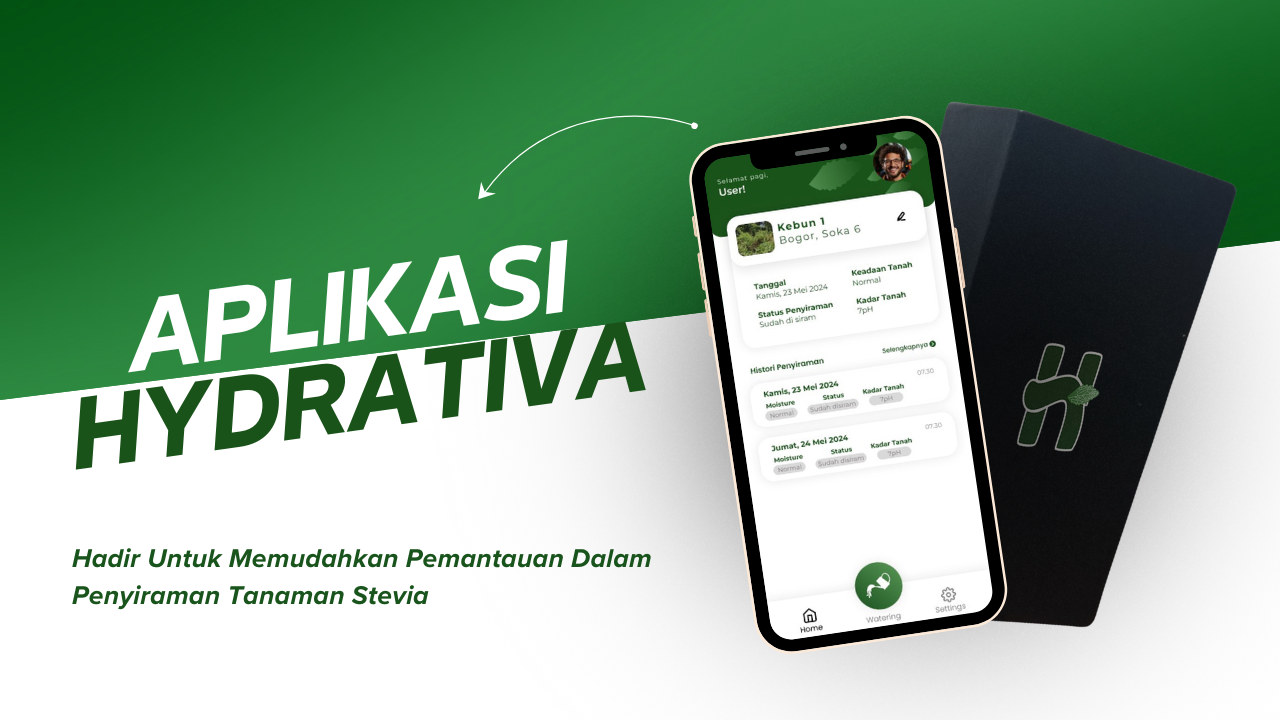 APLIKASI
HYDRATIVA
Hadir Untuk Memudahkan Pemantauan Dalam
Penyiraman Tanaman Stevia
Selamat pagi,
User!
Kebun 1
Bogor, Soka 6
Tanggal
Kamis, 23 Mei 2024
Keadaan Tanah
Normal
Status Penyiraman
Sudah di siram
Kadar Tanah
7pH
Histori Penyiraman
Selengkapnya
Kamis, 23 Mei 2024
07.30
Moisture Status Kadar Tanah
Normal Sudah disiram 7pH
Jumat, 24 Mei 2024
07.30
Moisture Status Kadar Tanah
Normal Sudah disiram 7pH
Home Watering Settings
H